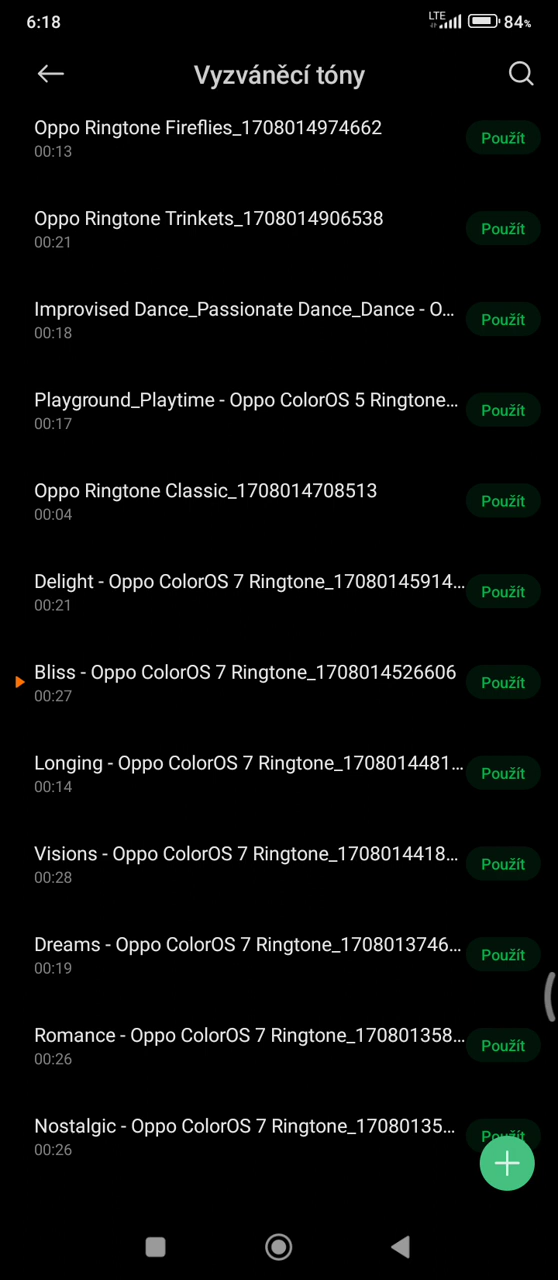 6:18
LTE
84%
Vyzváněcí tóny
Oppo Ringtone Fireflies_1708014974662
00:13
Použít
Oppo Ringtone Trinkets_1708014906538
00:21
Použít
Improvised Dance_Passionate Dance_Dance - O...
00:18
Použít
Playground_Playtime - Oppo ColorOS 5 Ringtone...
00:17
Použít
Oppo Ringtone Classic_1708014708513
00:04
Použít
Delight - Oppo ColorOS 7 Ringtone_17080145914...
00:21
Použít
Bliss - Oppo ColorOS 7 Ringtone_1708014526606
00:27
Použít
Longing - Oppo ColorOS 7 Ringtone_1708014481...
00:14
Použít
Visions - Oppo ColorOS 7 Ringtone_1708014418...
00:28
Použít
Dreams - Oppo ColorOS 7 Ringtone_1708013746...
00:19
Použít
Romance - Oppo ColorOS 7 Ringtone_170801358...
00:26
Použít
Nostalgic - Oppo ColorOS 7 Ringtone_17080135...
00:26
Použít